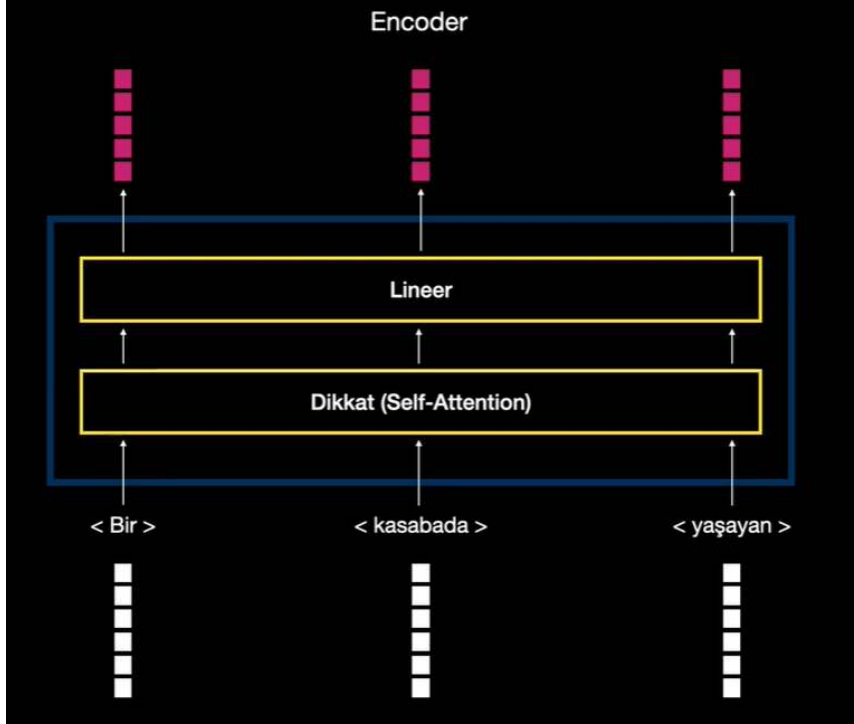 Encoder
Lineer
Dikkat (Self-Attention)
< Bir > < kasabada > < yaşayan >